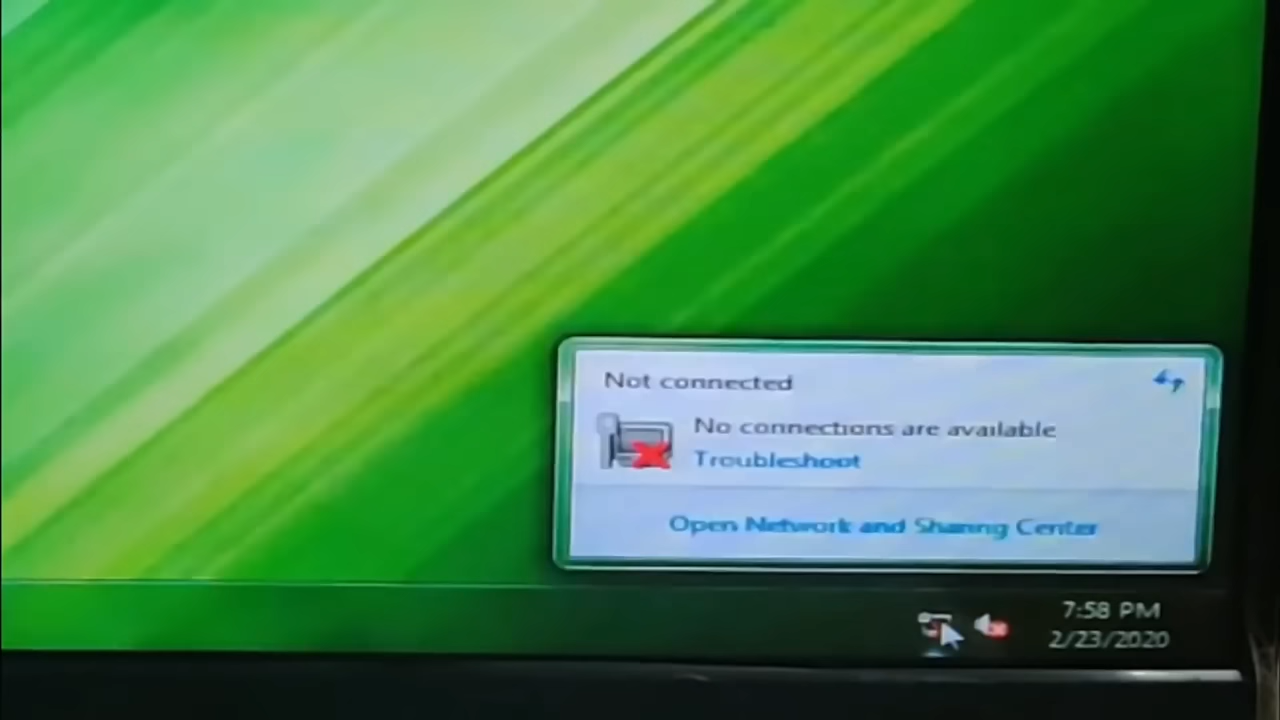 Not connected
No connections are available
Troubleshoot
Open Network and Sharing Center
7:58 PM
2/23/2020